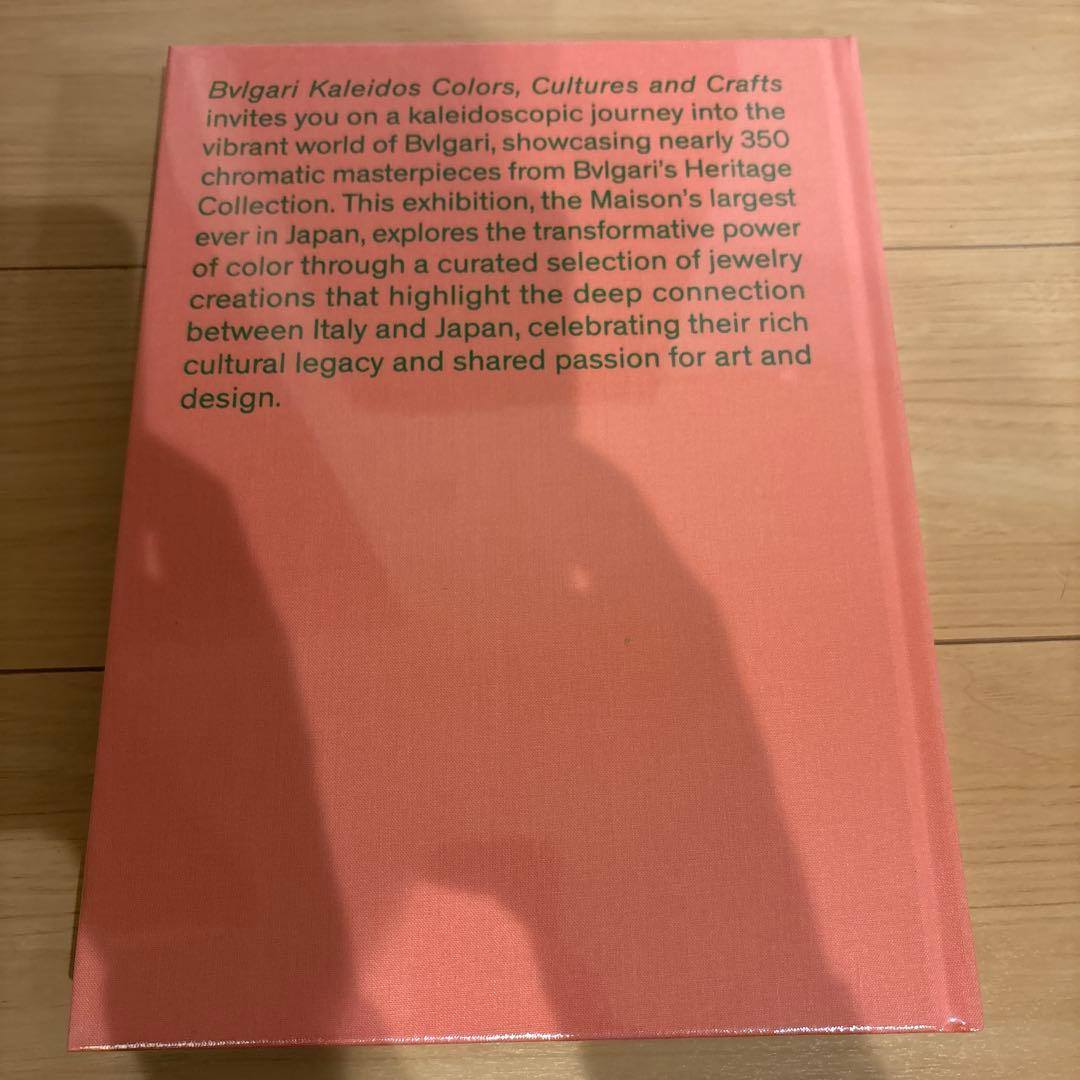 Bvlgari Kaleidos Colors, Cultures and Crafts
invites you on a kaleidoscopic journey into the
vibrant world of Bvlgari, showcasing nearly 350
chromatic masterpieces from Bvlgari's Heritage
Collection. This exhibition, the Maison's largest
ever in Japan, explores the transformative power
of color through a curated selection of jewelry
creations that highlight the deep connection
between Italy and Japan, celebrating their rich
cultural legacy and shared passion for art and
design.